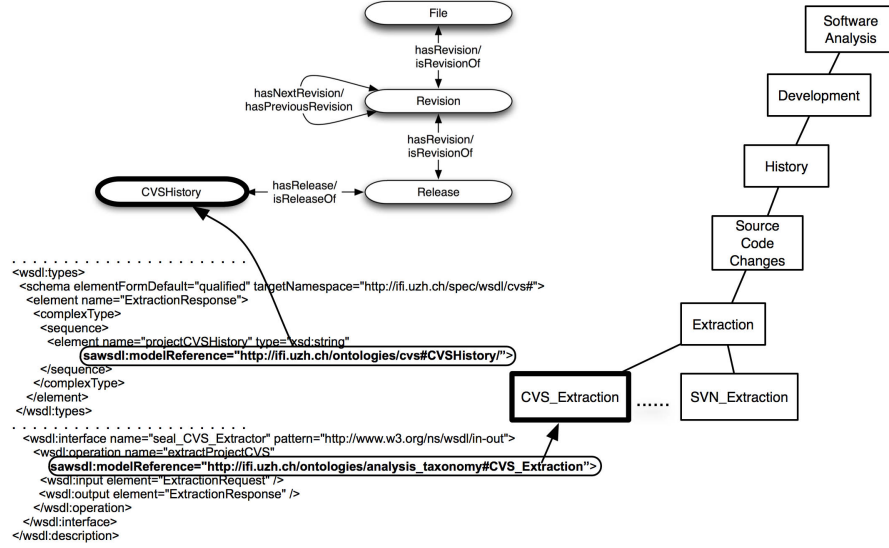 File
hasRevision/
isRevisionOf
hasNextRevision/
hasPreviousRevision
Revision
hasRevision/
isRevisionOf
CVSHistory
hasRelease/
isReleaseOf
Release
Software
Analysis
Development
History
Source
Code
Changes
Extraction
CVS_Extraction
......
SVN_Extraction
. . . . . . . . . . . . . . . . . . . . . . . . .
<wsdl:types>
<schema elementFormDefault="qualified" targetNamespace="http://ifi.uzh.ch/spec/wsdl/cvs#">
<element name="ExtractionResponse">
<complexType>
<sequence>
<element name="projectCVSHistory" type="xsd:string"
sawsdl:modelReference="http://ifi.uzh.ch/ontologies/cvs#CVSHistory/”>
</sequence>
</complexType>
</element>
</wsdl:types>
. . . . . . . . . . . . . . . . . . . . . . . . .
<wsdl:interface name="seal_CVS_Extractor" pattern="http://www.w3.org/ns/wsdl/in-out">
<wsdl:operation name="extractProjectCVS"
sawsdl:modelReference="http://ifi.uzh.ch/ontologies/analysis_taxonomy#CVS_Extraction”>
<wsdl:input element="ExtractionRequest" />
<wsdl:output element="ExtractionResponse" />
</wsdl:operation>
</wsdl:interface>
</wsdl:description>